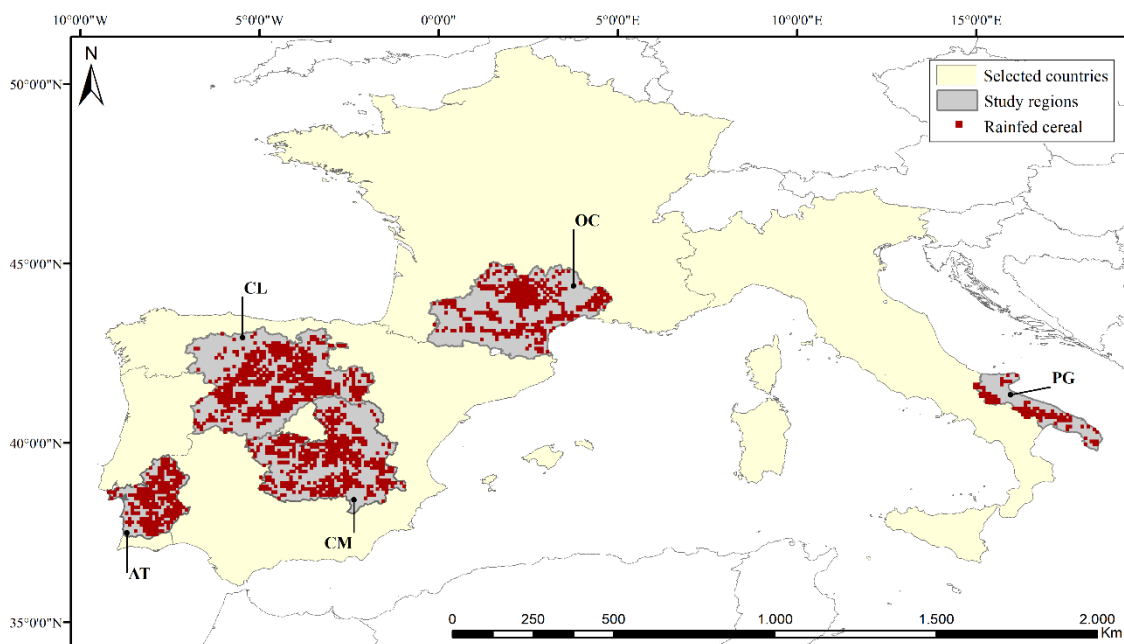 10°0'0"W 5°0'0"W 0°0'0" 5°0'0"E 10°0'0"E 15°0'0"E
N
50°0'0"N
Selected countries
Study regions
Rainfed cereal
OC
45°0'0"N
CL
PG
40°0'0"N
CM
AT
35°0'0"N
0 250 500 1.000 1.500 2.000
Km